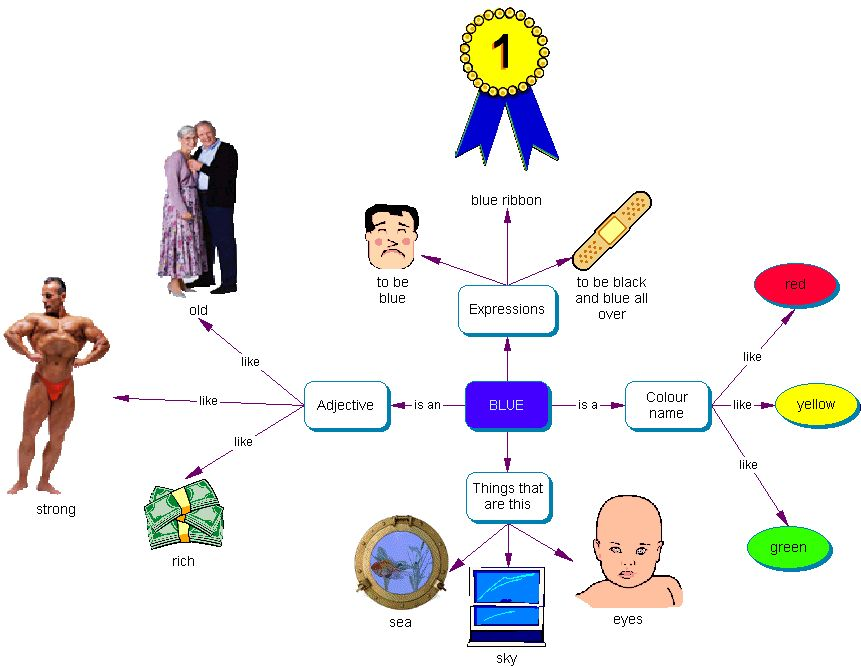 1
blue ribbon
to be
blue
to be black
and blue all
over
Expressions
old
strong
rich
like
like
like
Adjective
is an
BLUE
is a
Colour
name
like
like
like
red
yellow
green
Things that
are this
sea
sky
eyes